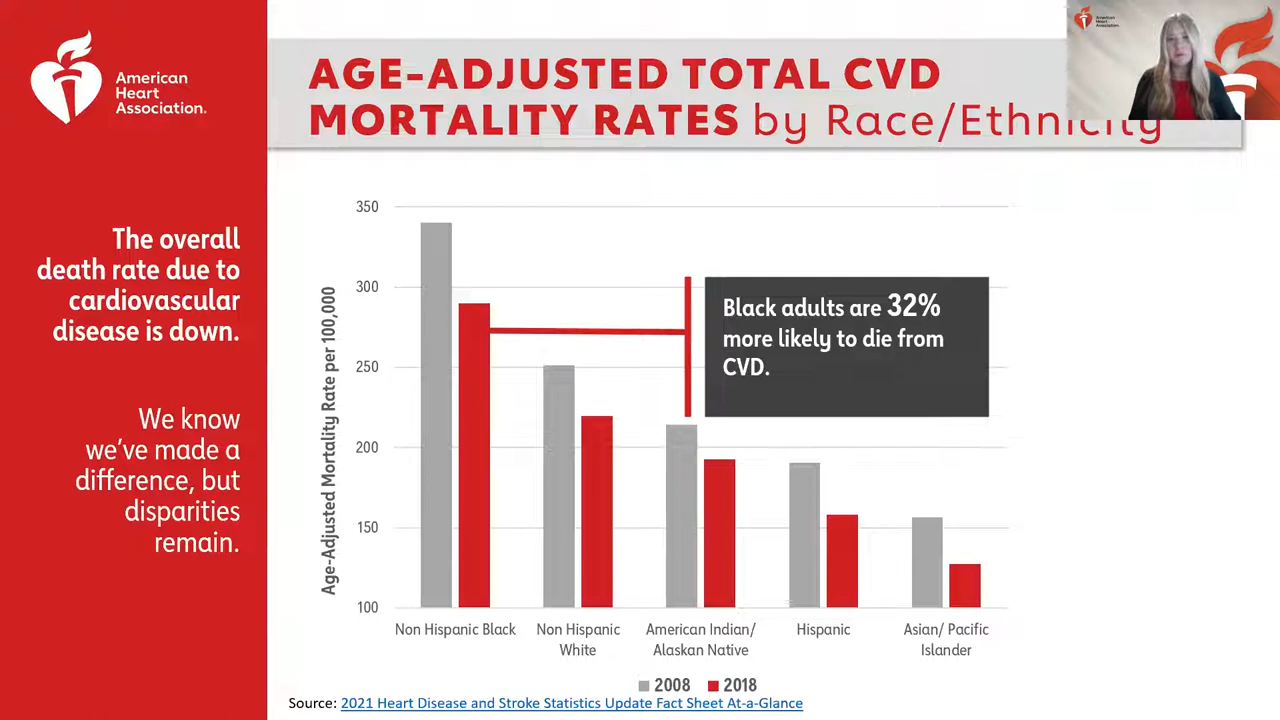 American
Heart
Association.
AGE-ADJUSTED TOTAL CVD
MORTALITY RATES by Race/Ethnicity
American
Heart
Association
The overall
death rate due to
cardiovascular
disease is down.
We know
we've made a
difference, but
disparities
remain.
Age-Adjusted Mortality Rate per 100,000
350
300
250
200
150
100
Black adults are 32%
more likely to die from
CVD.
Non Hispanic Black
Non Hispanic
White
American Indian/
Alaskan Native
Hispanic
Asian/ Pacific
Islander
2008 2018
Source: 2021 Heart Disease and Stroke Statistics Update Fact Sheet At-a-Glance